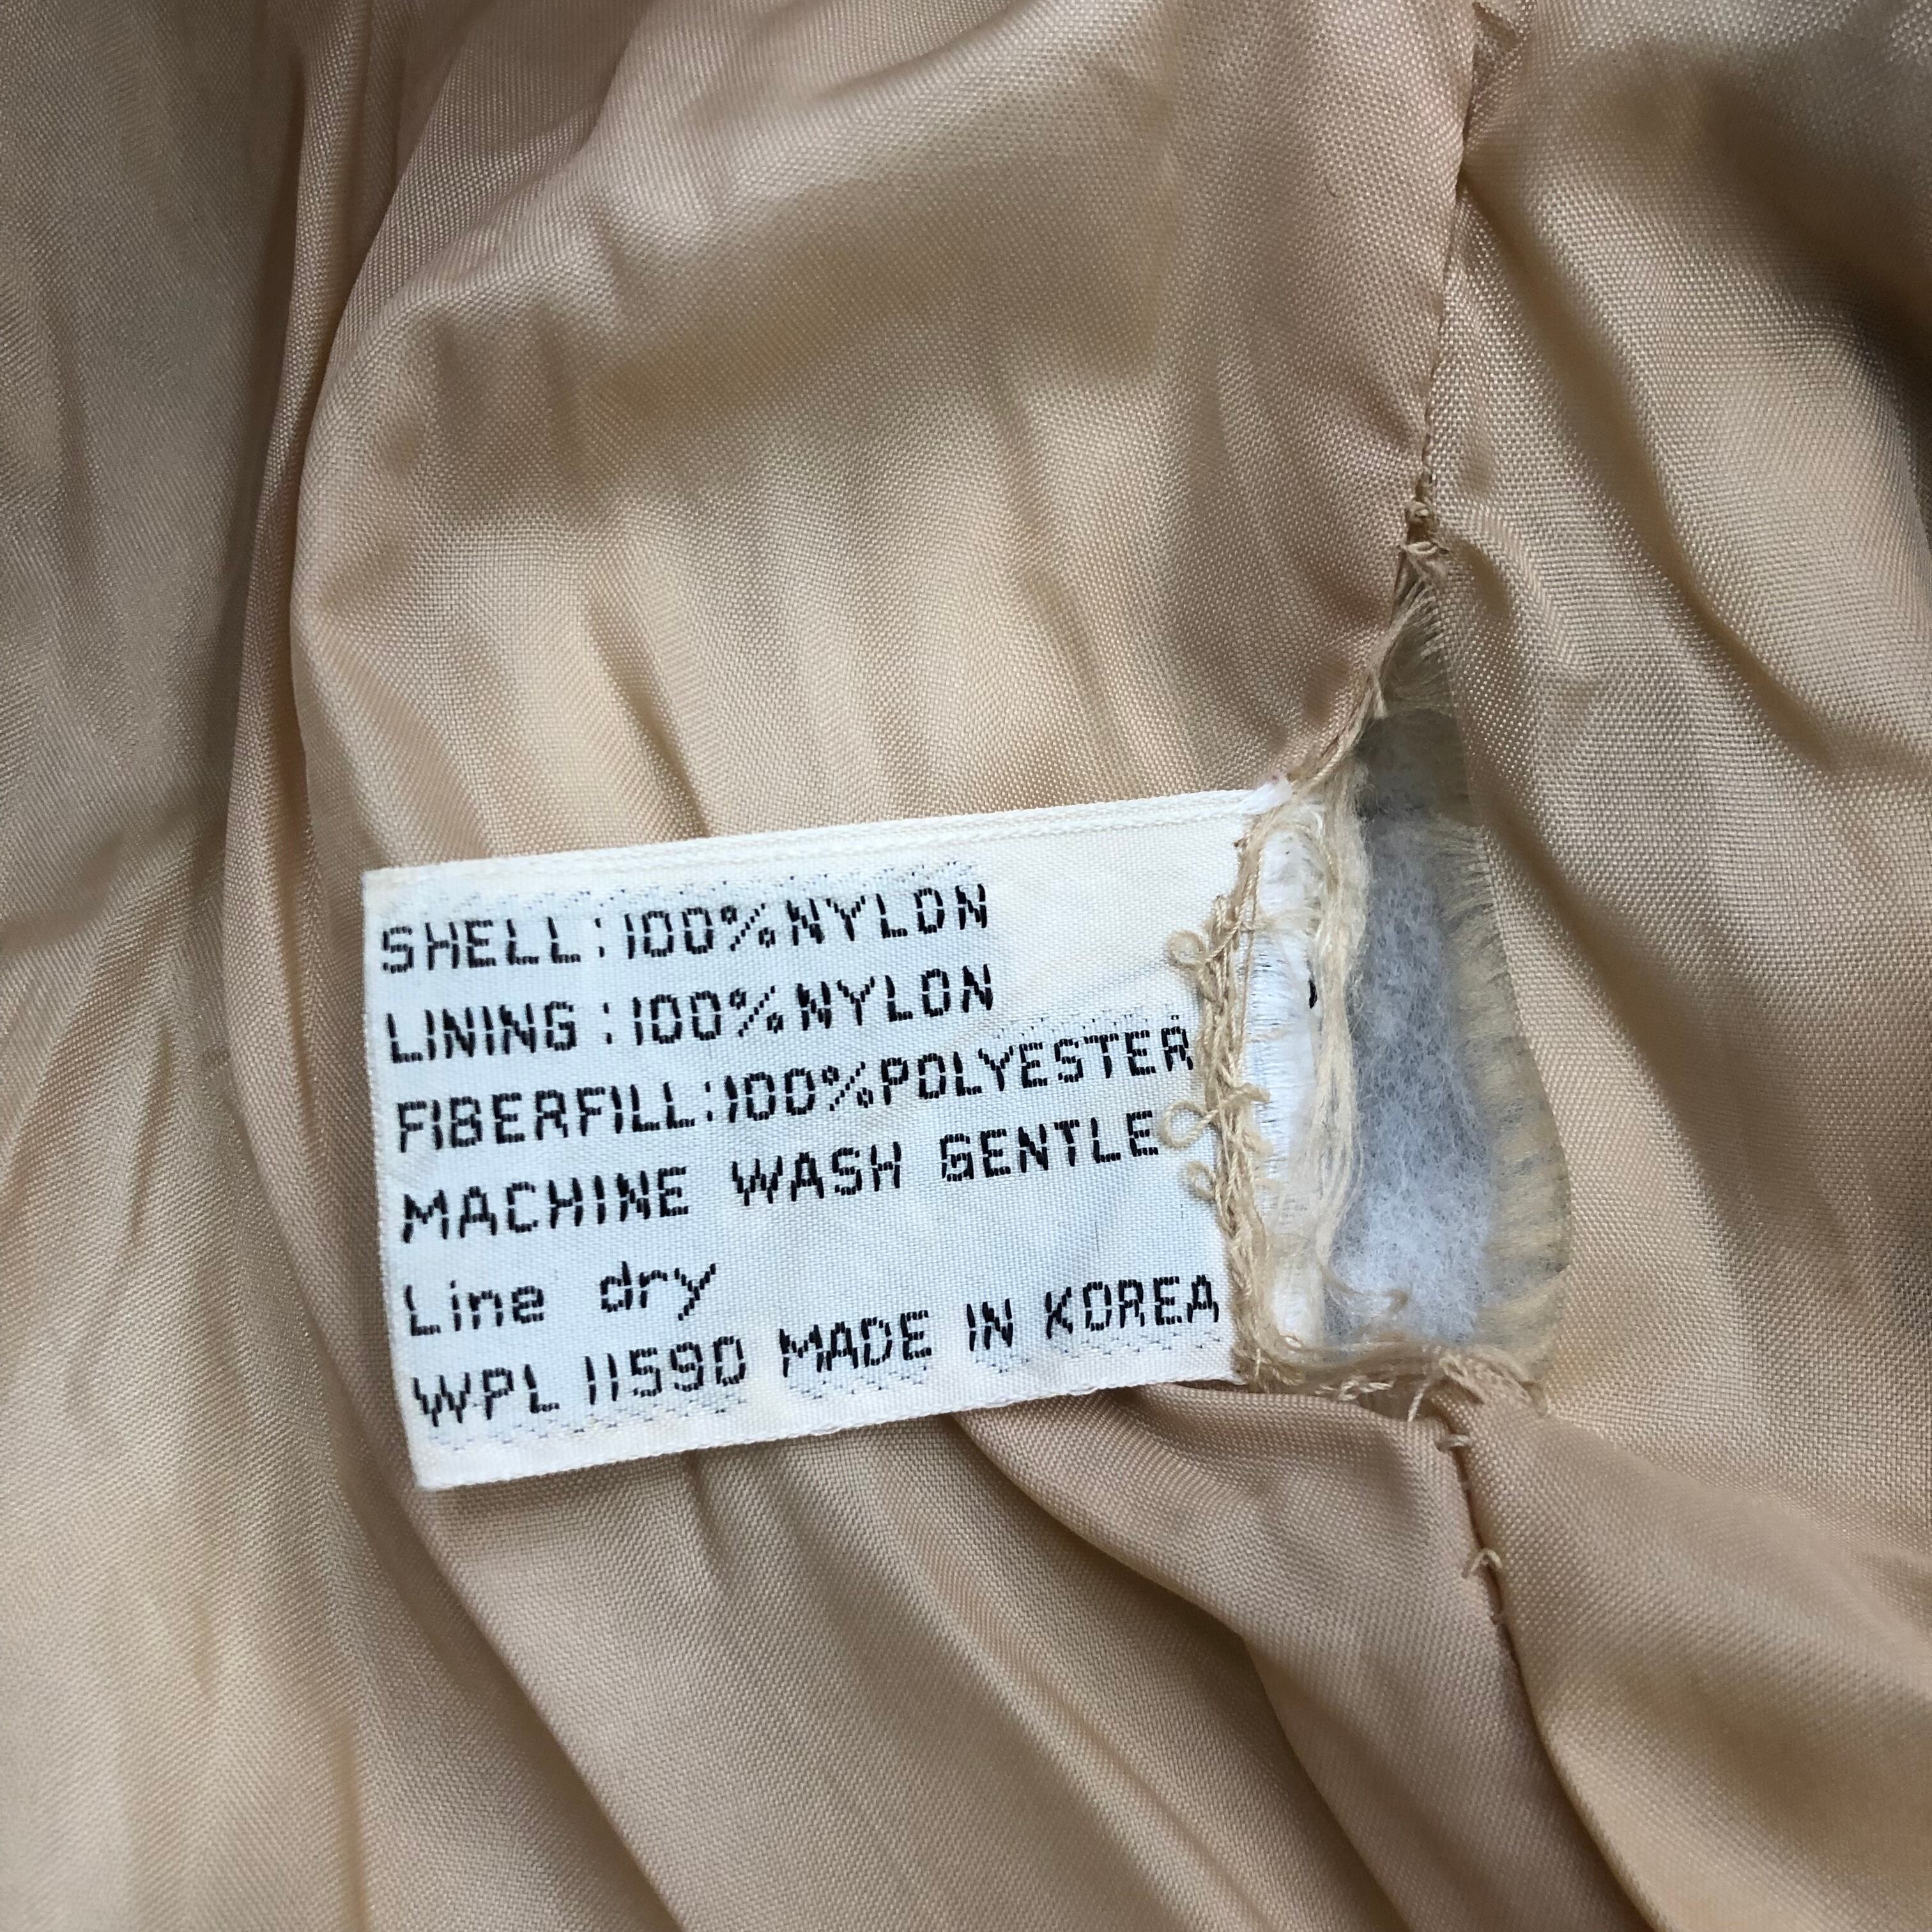 SHELL:100%NYLON
LINING:100%NYLON
FIBERFILL:100%POLYESTER
MACHINE WASH GENTLE
Line dry
WPL 11590 MADE IN KOREA